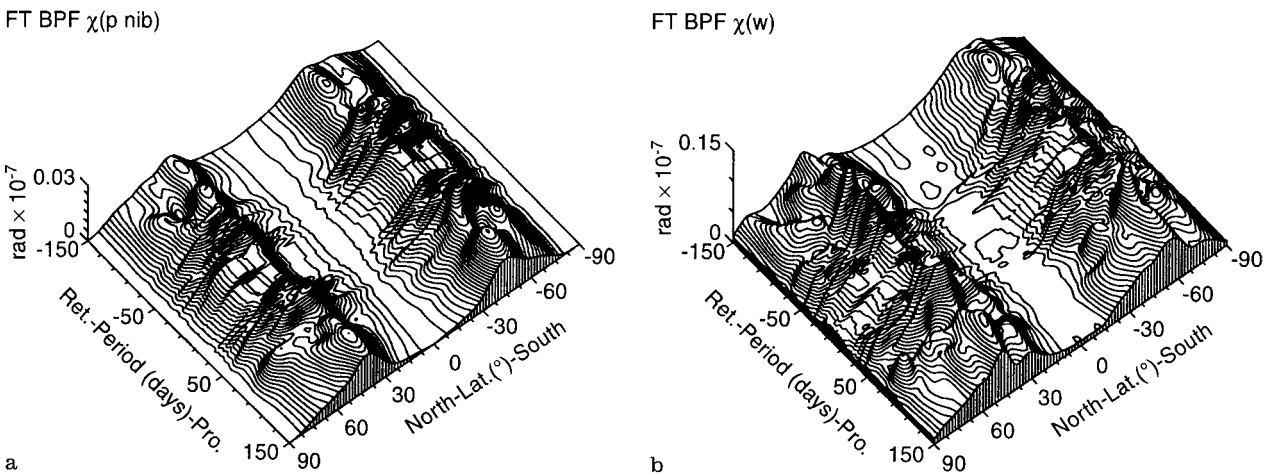 FT BPF χ(p nib)
0.03
0
rad × 10⁻⁷
-150
-50
50
150
Ret.-Period (days)-Pro.
90
60
30
0
-30
-60
-90
North-Lat.(°)-South
a
FT BPF χ(w)
0.15
0
rad × 10⁻⁷
-150
-50
50
150
Ret.-Period (days)-Pro.
90
60
30
0
-30
-60
-90
North-Lat.(°)-South
b